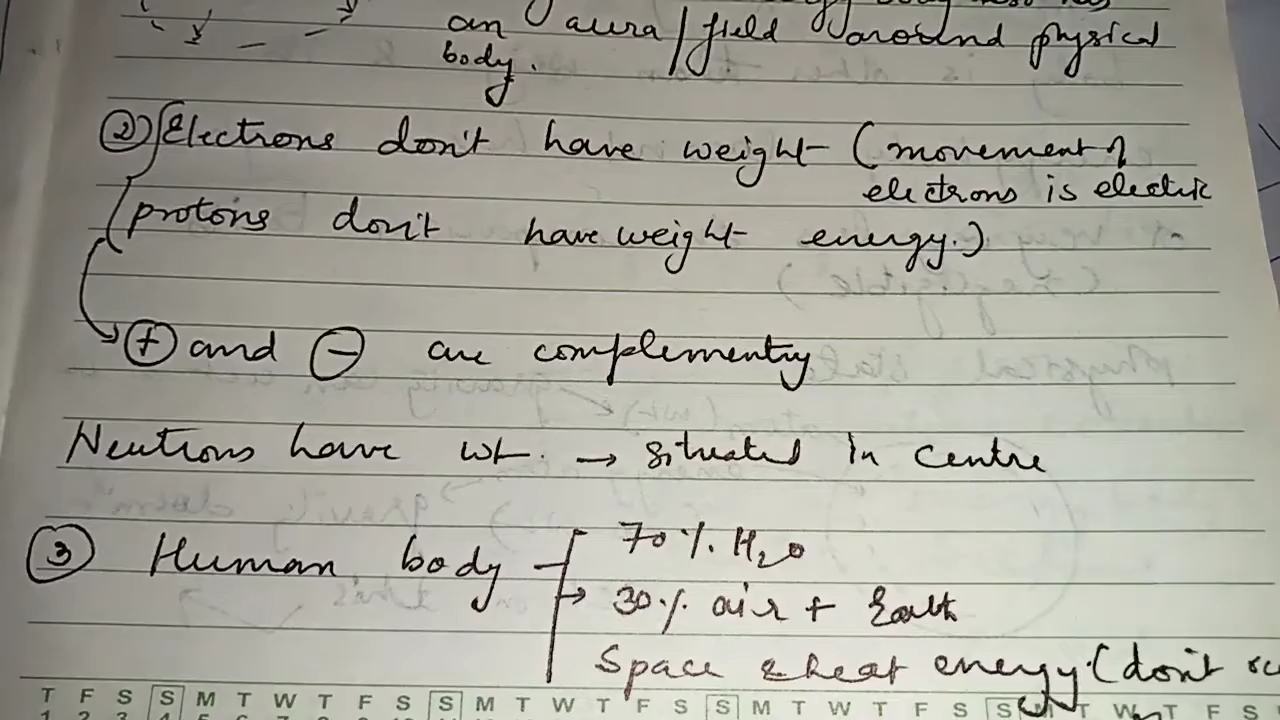 an aura/field around physical
body.
② Electrons don't have weight (movement of
electrons is electric
protons don't have weight energy.)
⊕ and ⊖ are complementry
Neutrons have wt. → situated in centre
③ Human body 70% H₂O
→ 30% air + Earth
Space & heat energy (don't
T F S S M T W T F S S M T W T F S S M T W T F S S M T W T F S